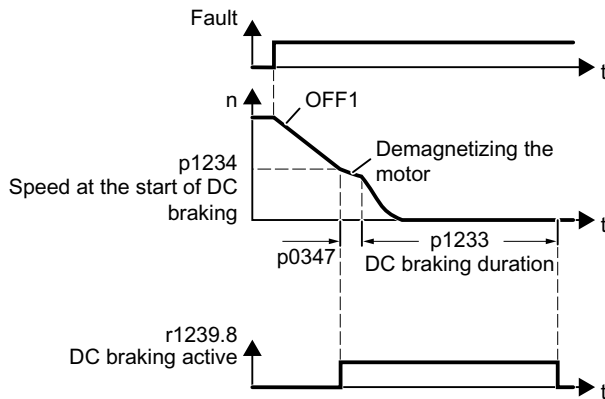 Fault
t
n
OFF1
p1234
Speed at the start of DC
braking
Demagnetizing the
motor
t
p0347
p1233
DC braking duration
r1239.8
DC braking active
t